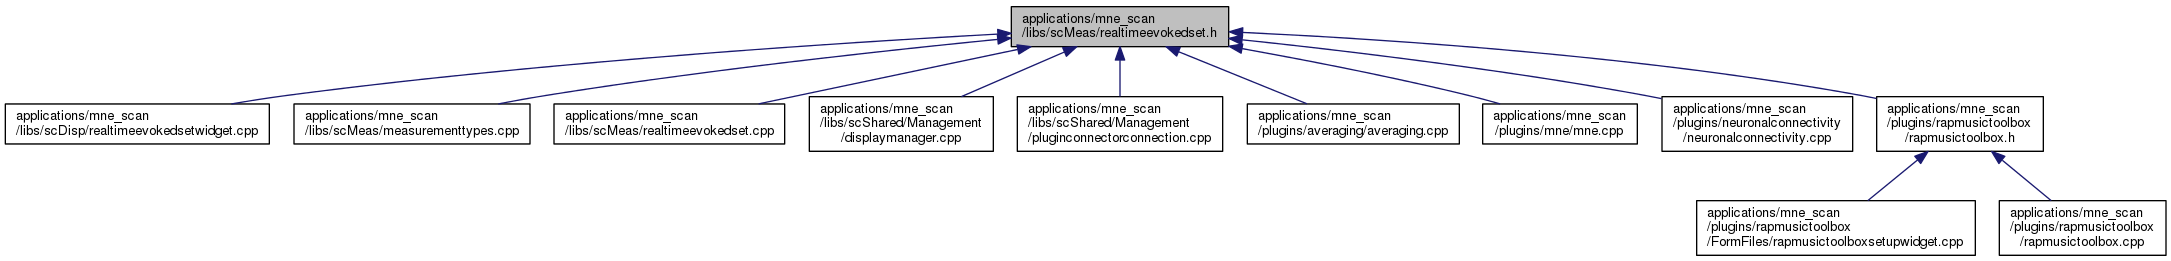 applications/mne_scan
/libs/scMeas/realtimeevokedset.h
applications/mne_scan
/libs/scDisp/realtimeevokedsetwidget.cpp
applications/mne_scan
/libs/scMeas/measurementtypes.cpp
applications/mne_scan
/libs/scMeas/realtimeevokedset.cpp
applications/mne_scan
/libs/scShared/Management
/displaymanager.cpp
applications/mne_scan
/libs/scShared/Management
/pluginconnectorconnection.cpp
applications/mne_scan
/plugins/averaging/averaging.cpp
applications/mne_scan
/plugins/mne/mne.cpp
applications/mne_scan
/plugins/neuronalconnectivity
/neuronalconnectivity.cpp
applications/mne_scan
/plugins/rapmusictoolbox
/rapmusictoolbox.h
applications/mne_scan
/plugins/rapmusictoolbox
/FormFiles/rapmusictoolboxsetupwidget.cpp
applications/mne_scan
/plugins/rapmusictoolbox
/rapmusictoolbox.cpp